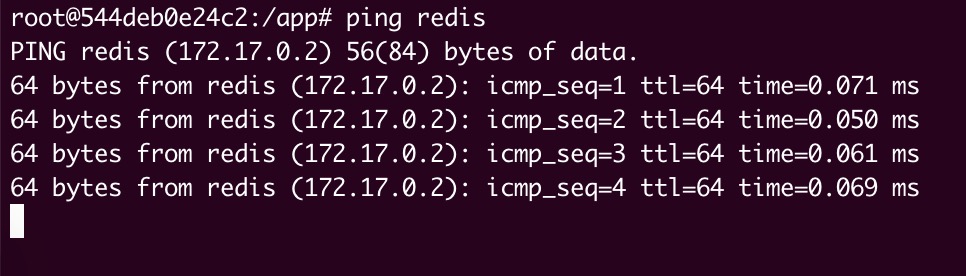 root@544deb0e24c2:/app# ping redis
PING redis (172.17.0.2) 56(84) bytes of data.
64 bytes from redis (172.17.0.2): icmp_seq=1 ttl=64 time=0.071 ms
64 bytes from redis (172.17.0.2): icmp_seq=2 ttl=64 time=0.050 ms
64 bytes from redis (172.17.0.2): icmp_seq=3 ttl=64 time=0.061 ms
64 bytes from redis (172.17.0.2): icmp_seq=4 ttl=64 time=0.069 ms